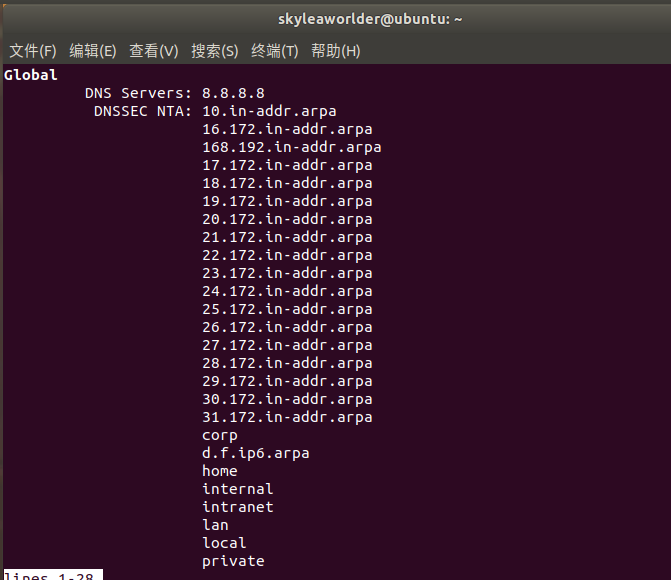 skyleaworlder@ubuntu: ~
文件(F) 编辑(E) 查看(V) 搜索(S) 终端(T) 帮助(H)
Global
DNS Servers: 8.8.8.8
DNSSEC NTA: 10.in-addr.arpa
16.172.in-addr.arpa
168.192.in-addr.arpa
17.172.in-addr.arpa
18.172.in-addr.arpa
19.172.in-addr.arpa
20.172.in-addr.arpa
21.172.in-addr.arpa
22.172.in-addr.arpa
23.172.in-addr.arpa
24.172.in-addr.arpa
25.172.in-addr.arpa
26.172.in-addr.arpa
27.172.in-addr.arpa
28.172.in-addr.arpa
29.172.in-addr.arpa
30.172.in-addr.arpa
31.172.in-addr.arpa
corp
d.f.ip6.arpa
home
internal
intranet
lan
local
private
lines 1-28